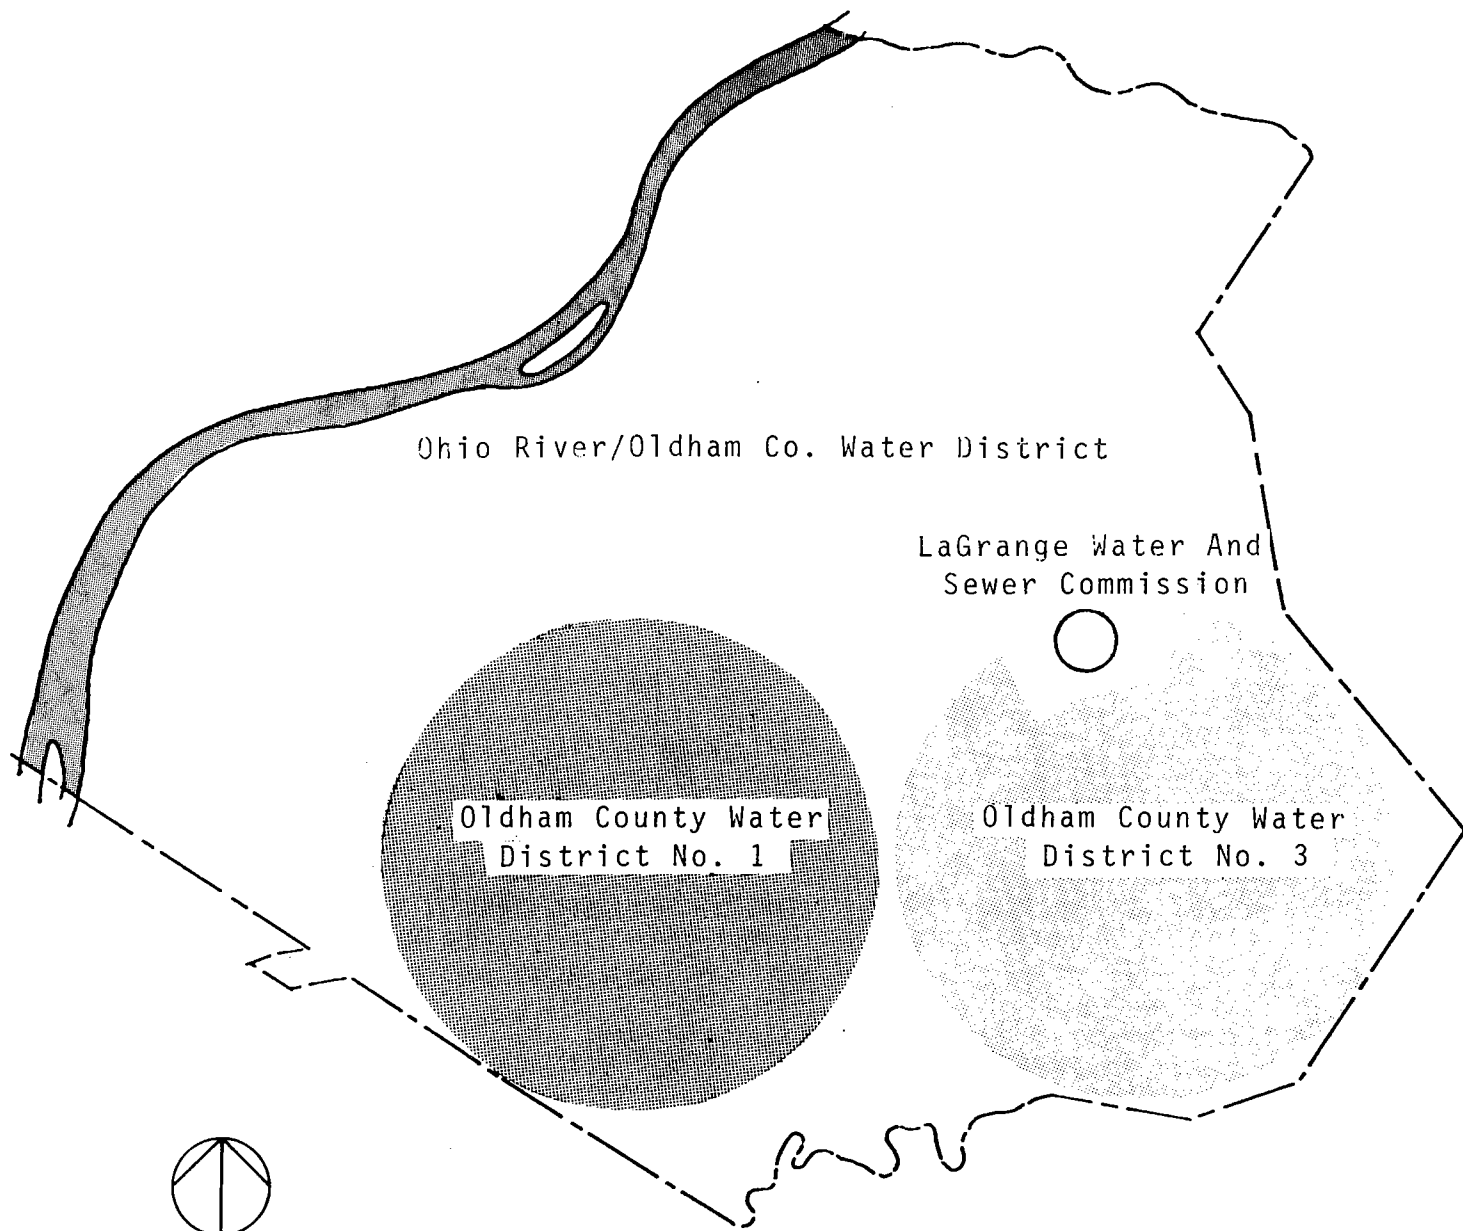 Ohio River/Oldham Co. Water District
LaGrange Water And
Sewer Commission
Oldham County Water
District No. 1
Oldham County Water
District No. 3